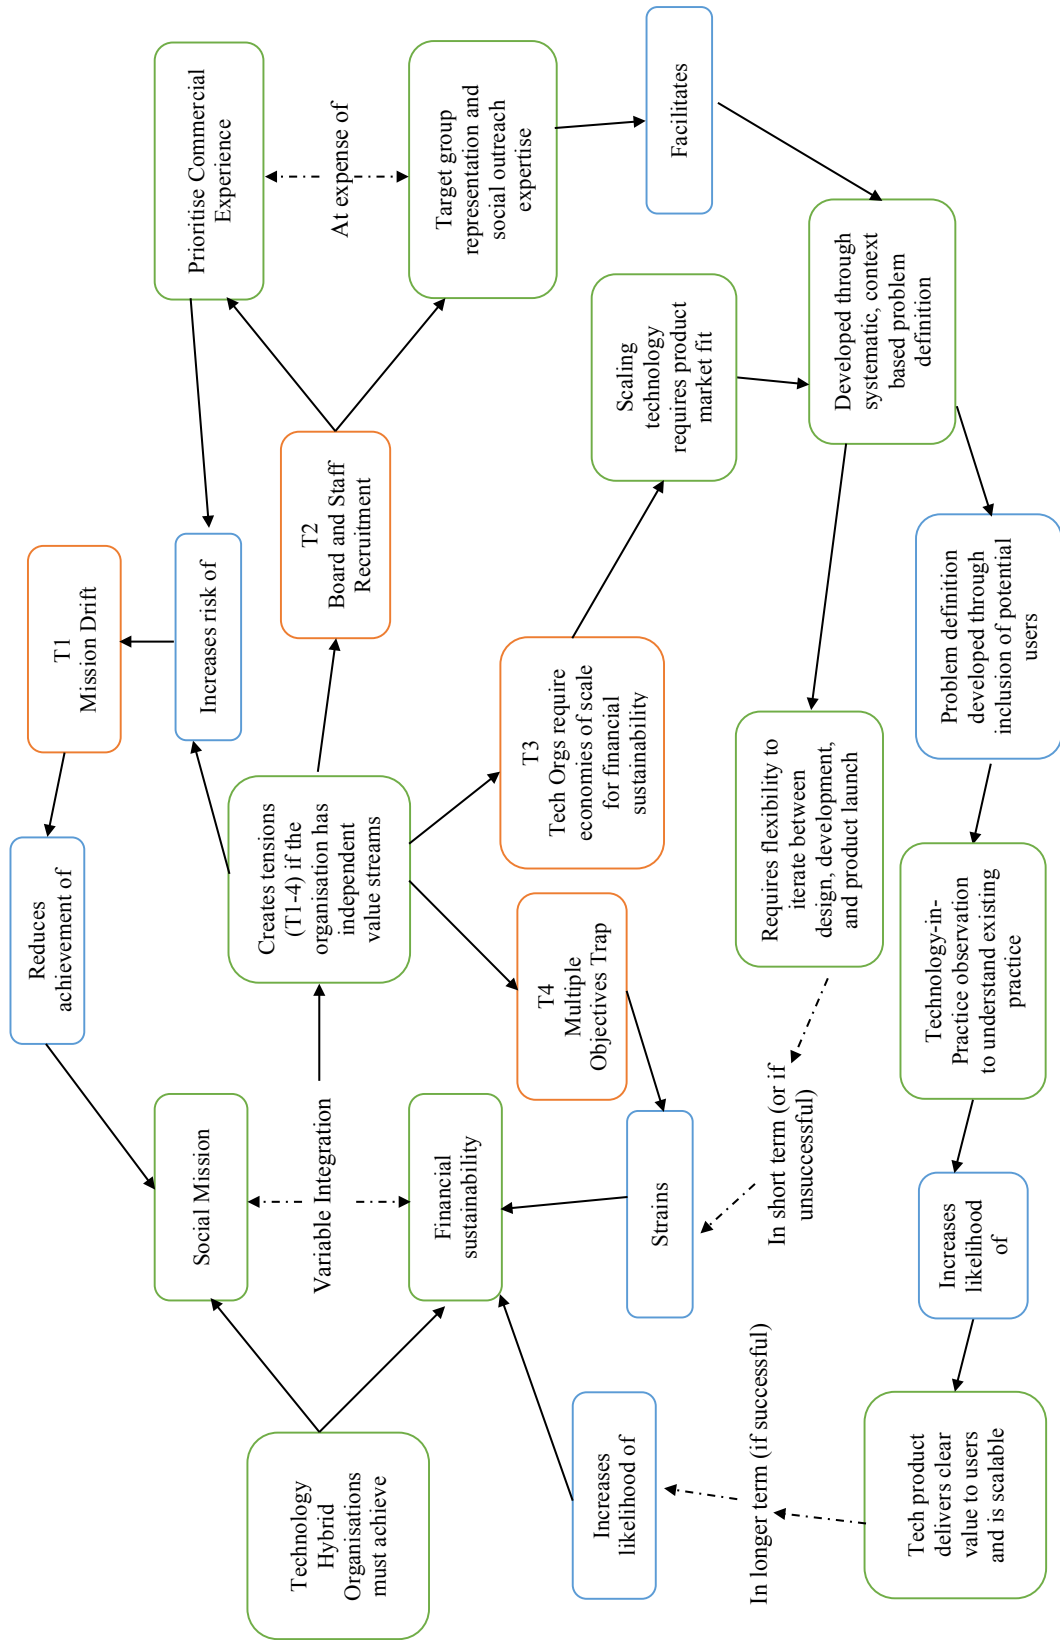 Technology
Hybrid
Organisations
must achieve
Social Mission
Variable Integration
Financial
sustainability
Reduces
achievement of
T1
Mission Drift
Increases risk of
Creates tensions
(T1-4) if the
organisation has
independent
value streams
T2
Board and Staff
Recruitment
Prioritise Commercial
Experience
At expense of
Target group
representation and
social outreach
expertise
Facilitates
T3
Tech Orgs require
economies of scale
for financial
sustainability
Scaling
technology
requires product
market fit
T4
Multiple
Objectives Trap
Strains
Developed through
systematic, context
based problem
definition
Requires flexibility to
iterate between
design, development,
and product launch
In short term (or if
unsuccessful)
Problem definition
developed through
inclusion of potential
users
Technology-in-
Practice observation
to understand existing
practice
Increases
likelihood
of
Tech product
delivers clear
value to users
and is scalable
In longer term (if successful)
Increases
likelihood of